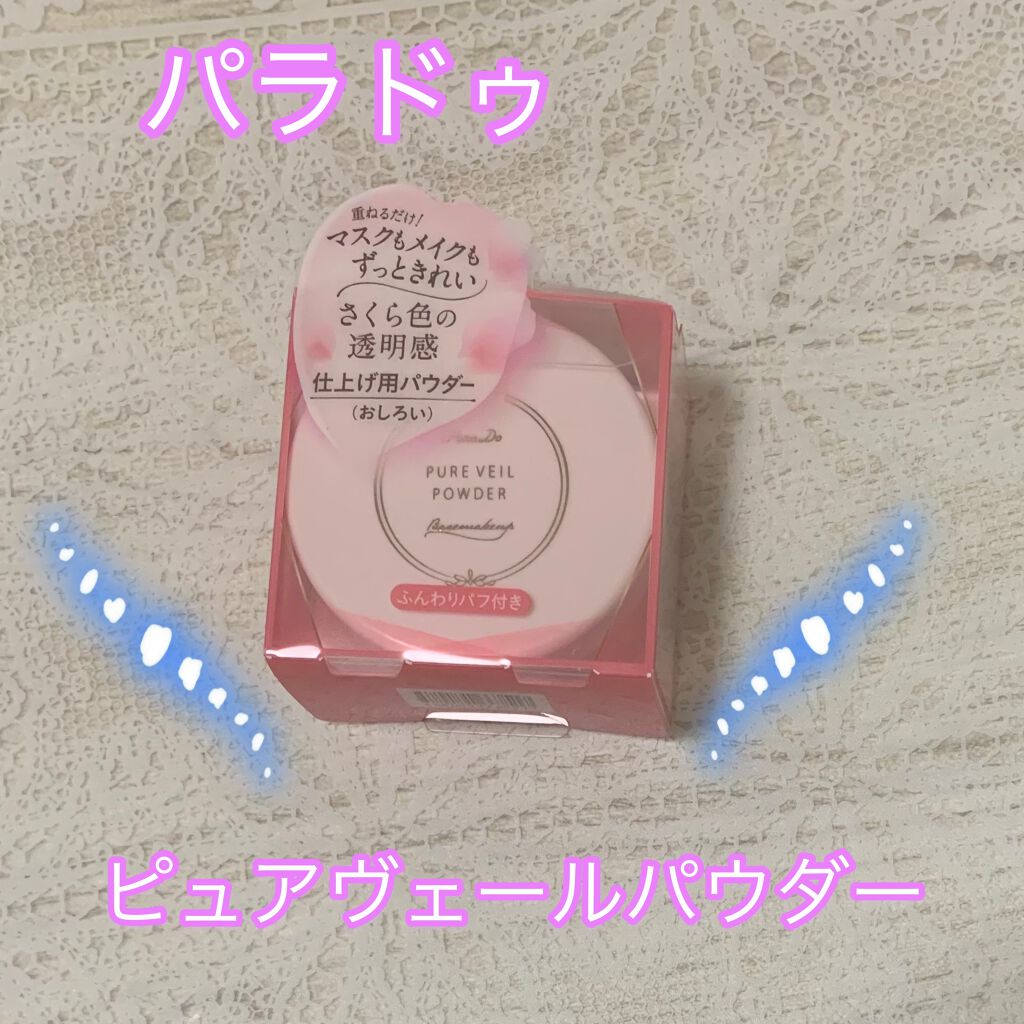 パラドゥ
重ねるだけ!
マスクもメイクも
ずっときれい
さくら色の
透明感
仕上げ用パウダー
(おしろい)
PURE VEIL
POWDER
Basemakeup
ふんわりパフ付き
ピュアヴェールパウダー